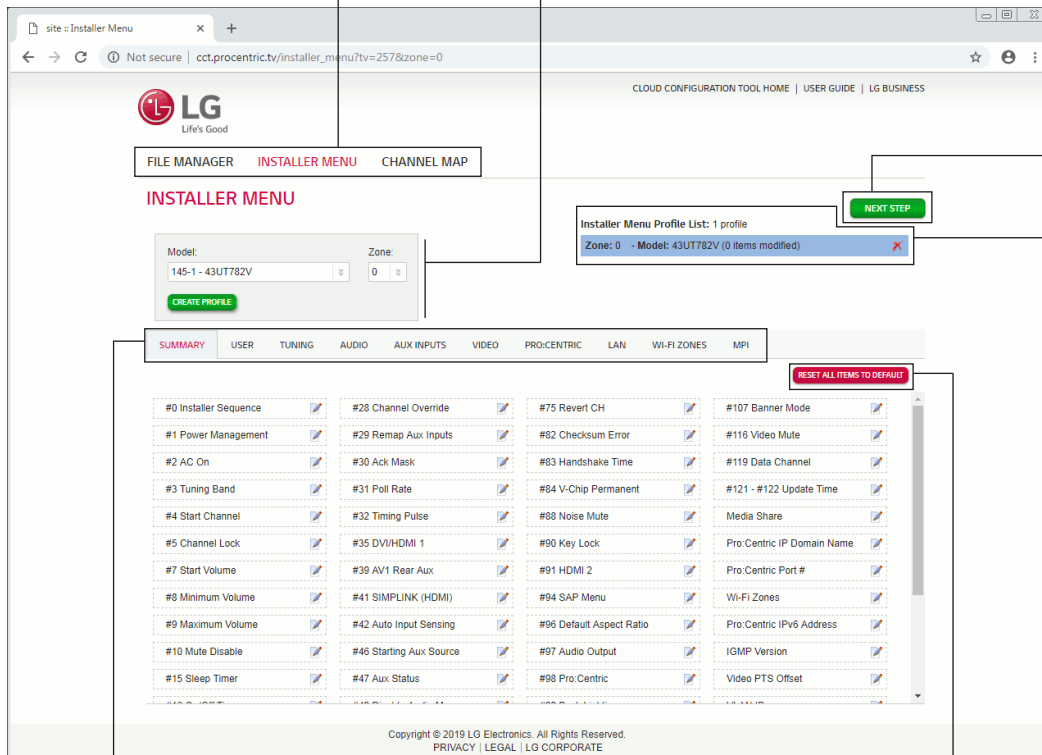 site :: Installer Menu
Not secure | cct.procentric.tv/installer_menu?tv=257&zone=0
CLOUD CONFIGURATION TOOL HOME | USER GUIDE | LG BUSINESS
LG
Life's Good
FILE MANAGER INSTALLER MENU CHANNEL MAP
INSTALLER MENU
NEXT STEP
Installer Menu Profile List: 1 profile
Zone: 0 - Model: 43UT782V (0 items modified)
Model: Zone:
145-1 - 43UT782V 0
CREATE PROFILE
SUMMARY USER TUNING AUDIO AUX INPUTS VIDEO PRO:CENTRIC LAN WI-FI ZONES MPI
RESET ALL ITEMS TO DEFAULT
#0 Installer Sequence #28 Channel Override #75 Revert CH #107 Banner Mode
#1 Power Management #29 Remap Aux Inputs #82 Checksum Error #116 Video Mute
#2 AC On #30 Ack Mask #83 Handshake Time #119 Data Channel
#3 Tuning Band #31 Poll Rate #84 V-Chip Permanent #121 - #122 Update Time
#4 Start Channel #32 Timing Pulse #88 Noise Mute Media Share
#5 Channel Lock #35 DVI/HDMI 1 #90 Key Lock Pro:Centric IP Domain Name
#7 Start Volume #39 AV1 Rear Aux #91 HDMI 2 Pro:Centric Port #
#8 Minimum Volume #41 SIMPLINK (HDMI) #94 SAP Menu Wi-Fi Zones
#9 Maximum Volume #42 Auto Input Sensing #96 Default Aspect Ratio Pro:Centric IPv6 Address
#10 Mute Disable #46 Starting Aux Source #97 Audio Output IGMP Version
#15 Sleep Timer #47 Aux Status #98 Pro:Centric Video PTS Offset
Copyright © 2019 LG Electronics. All Rights Reserved.
PRIVACY | LEGAL | LG CORPORATE